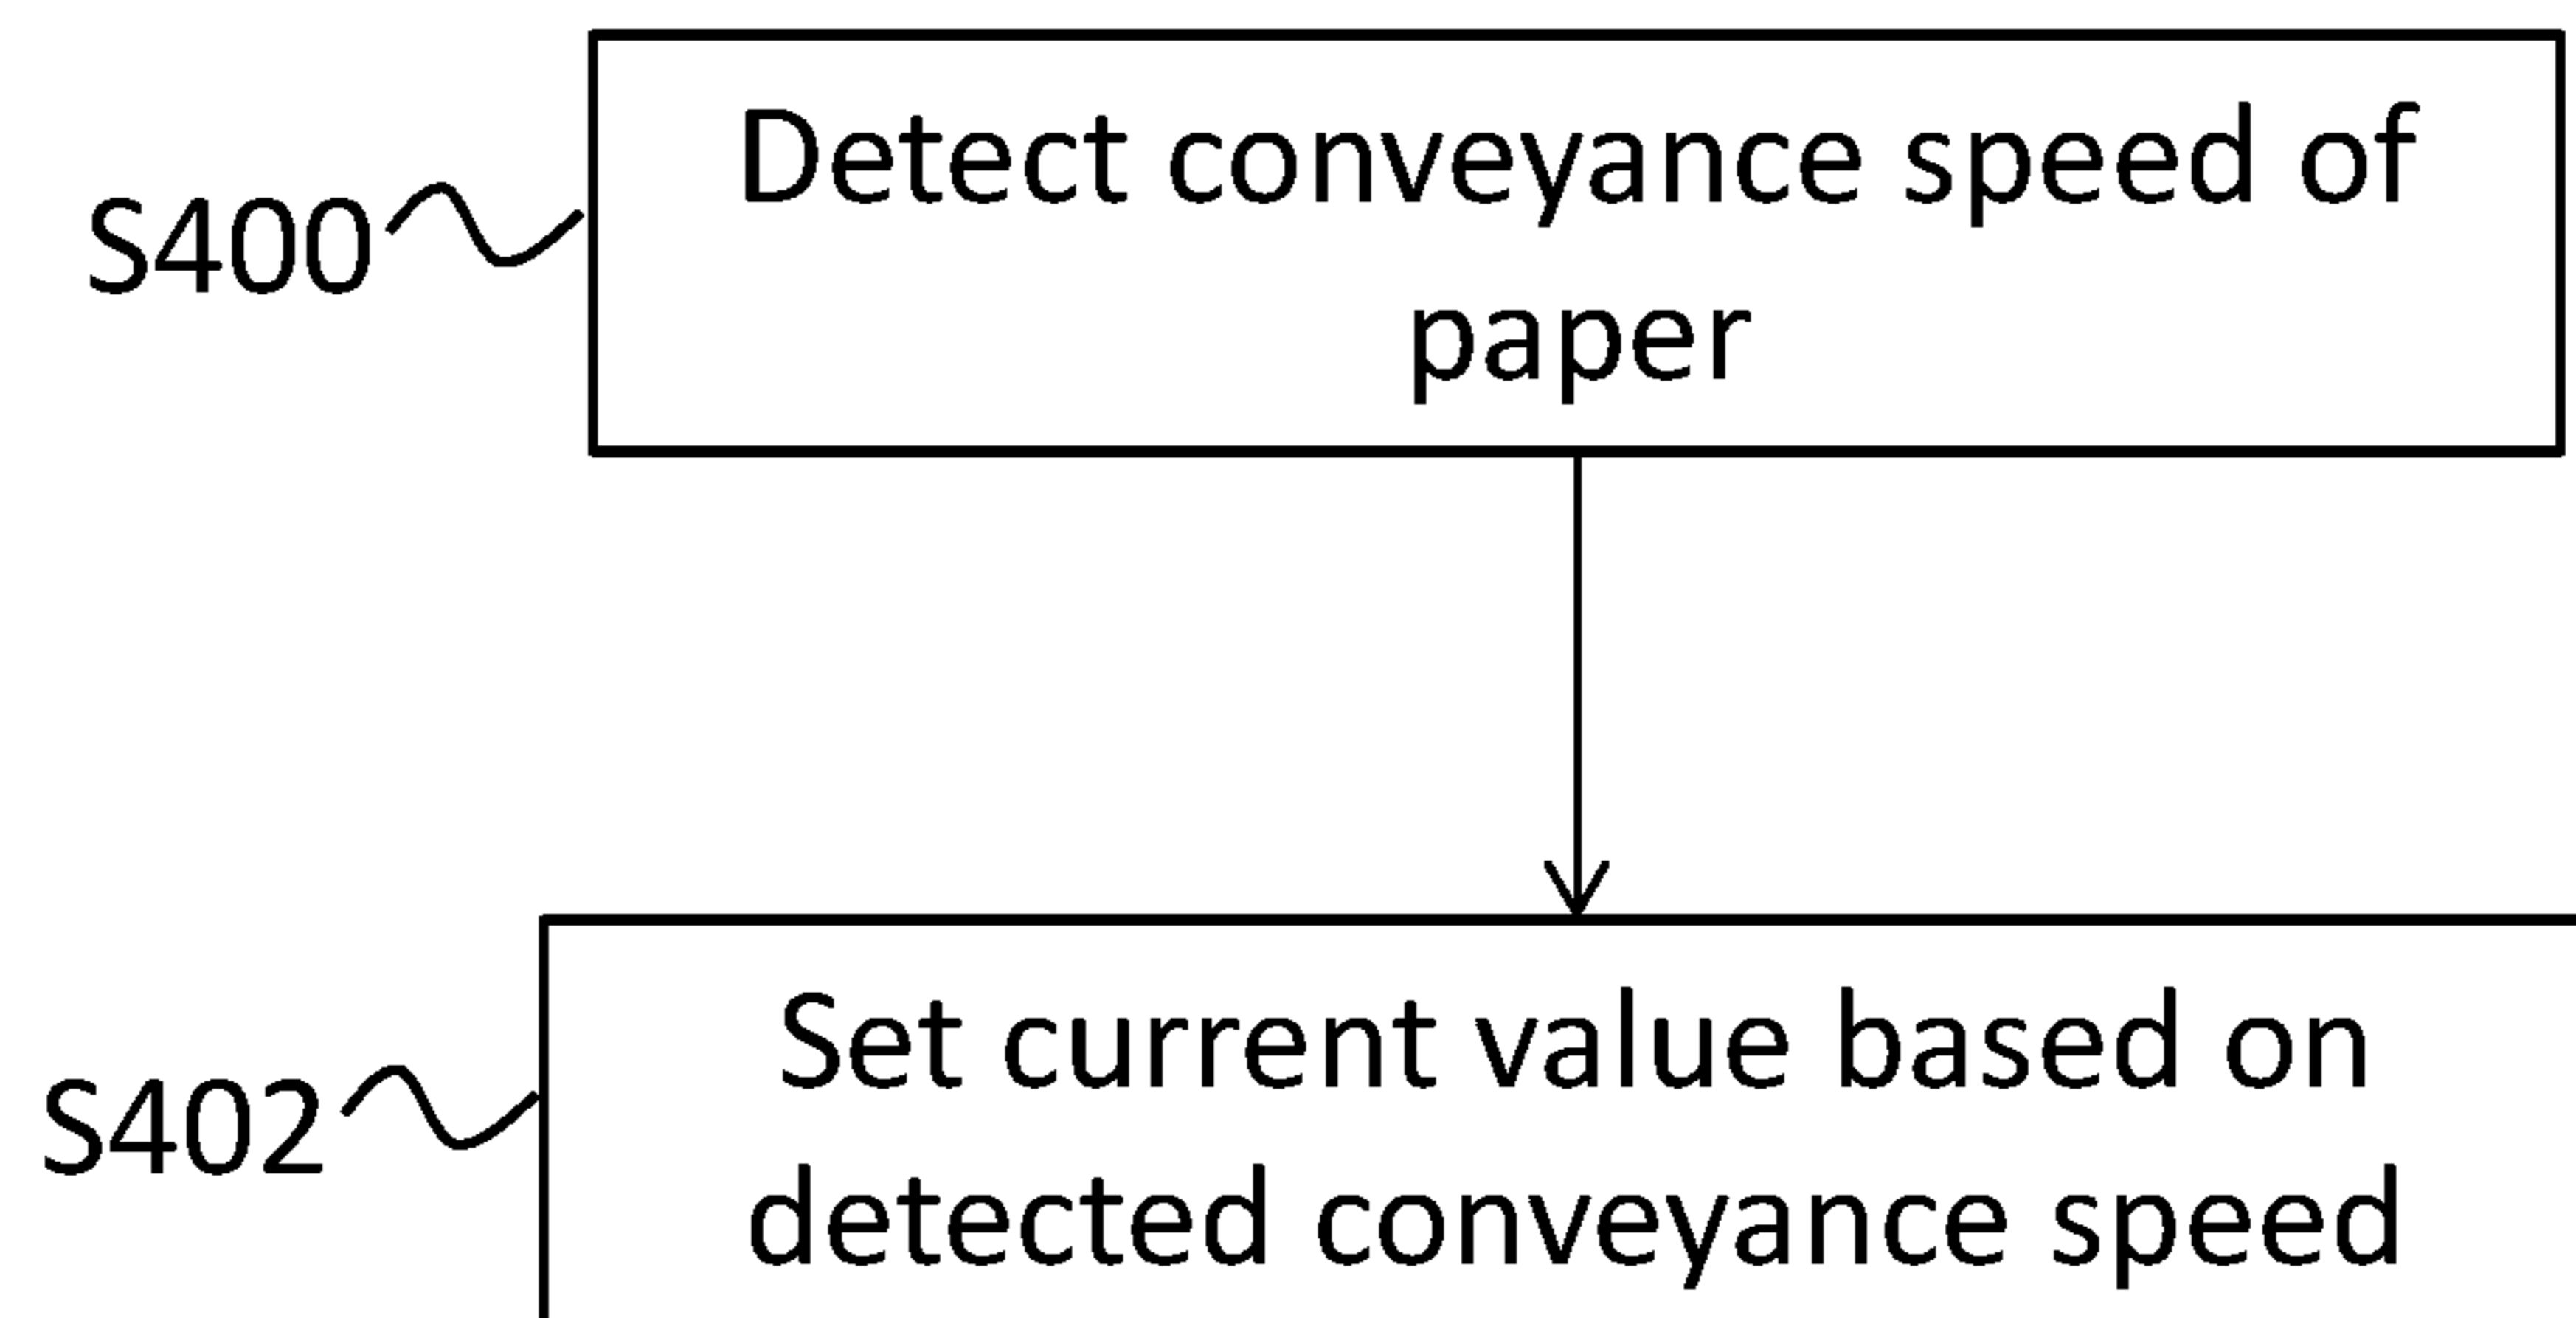 S400
Detect conveyance speed of
paper
S402
Set current value based on
detected conveyance speed